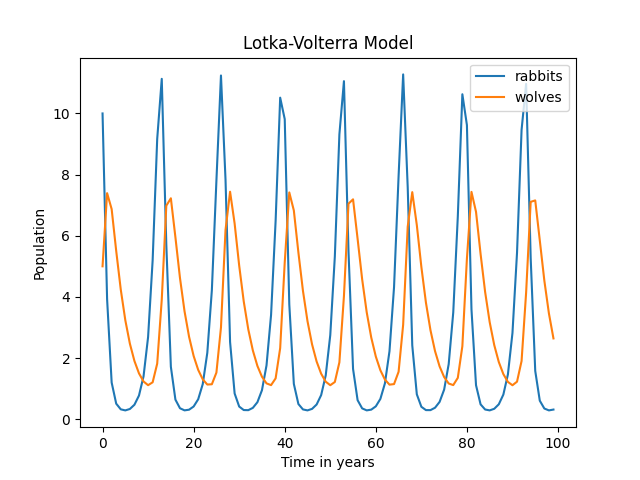 Lotka-Volterra Model
rabbits
wolves
10
8
6
4
2
0
Population
0 20 40 60 80 100
Time in years